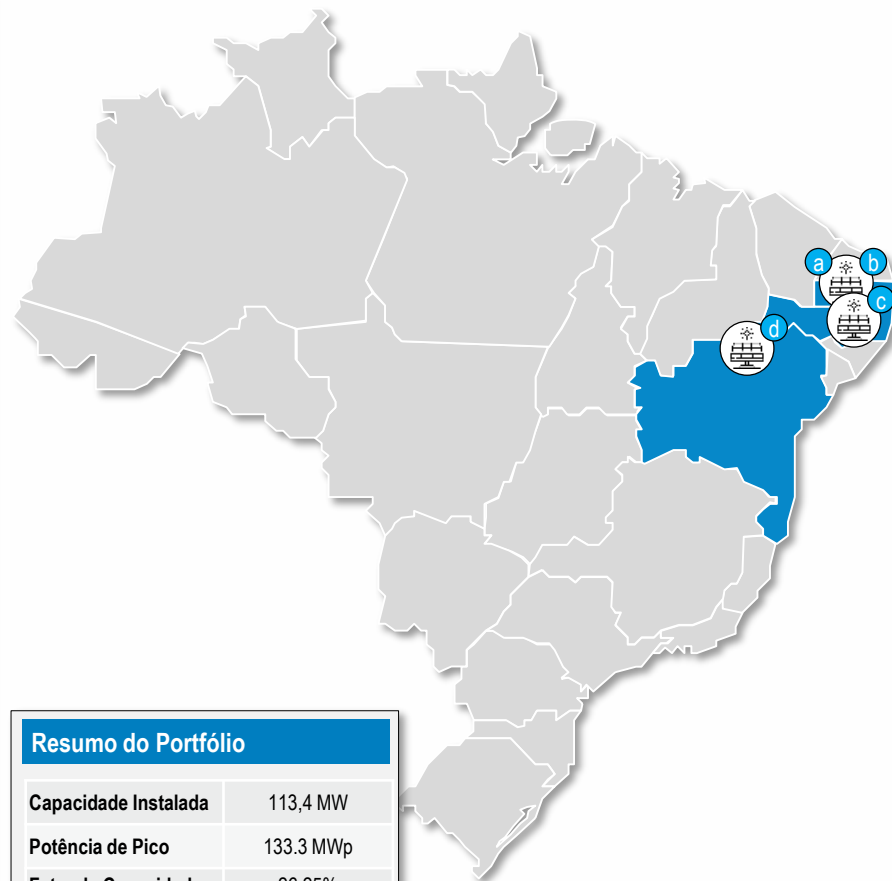 a b
c
d
Resumo do Portfólio
Capacidade Instalada 113,4 MW
Potência de Pico 133.3 MWp